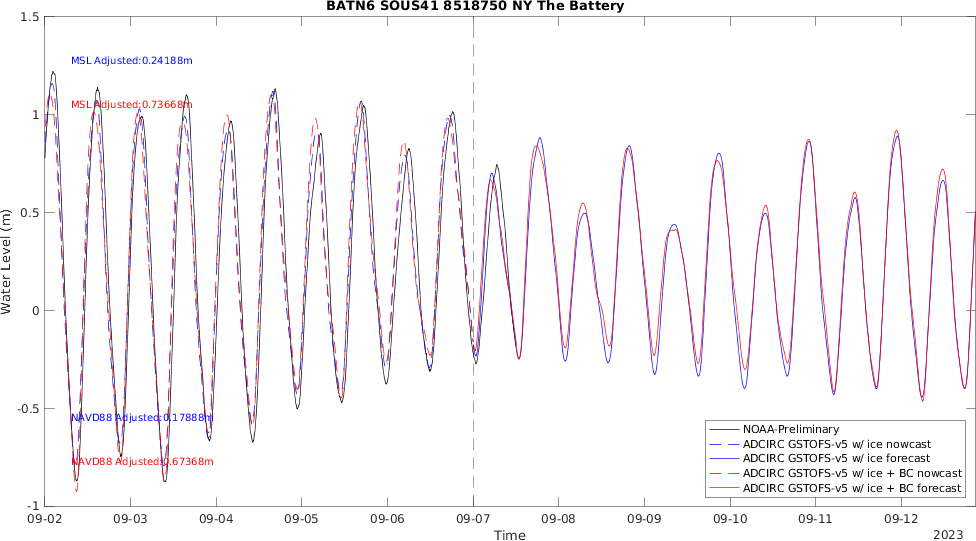 BATN6 SOUS41 8518750 NY The Battery
1.5
1
0.5
0
-0.5
-1
Water Level (m)
MSL Adjusted:0.24188m
MSL Adjusted:0.73668m
NAVD88 Adjusted:0.17888m
NAVD88 Adjusted:0.67368m
NOAA-Preliminary
ADCIRC GSTOFS-v5 w/ ice nowcast
ADCIRC GSTOFS-v5 w/ ice forecast
ADCIRC GSTOFS-v5 w/ ice + BC nowcast
ADCIRC GSTOFS-v5 w/ ice + BC forecast
09-02 09-03 09-04 09-05 09-06 09-07 09-08 09-09 09-10 09-11 09-12
Time
2023